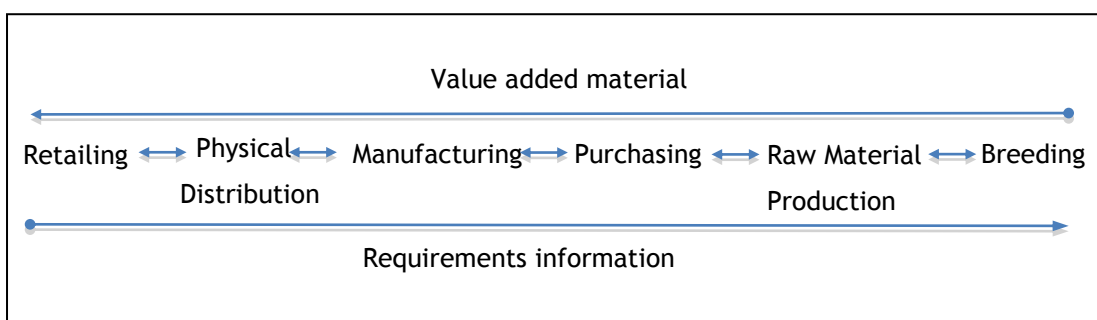 Value added material
Retailing Physical Manufacturing Purchasing Raw Material Breeding
Distribution Production
Requirements information